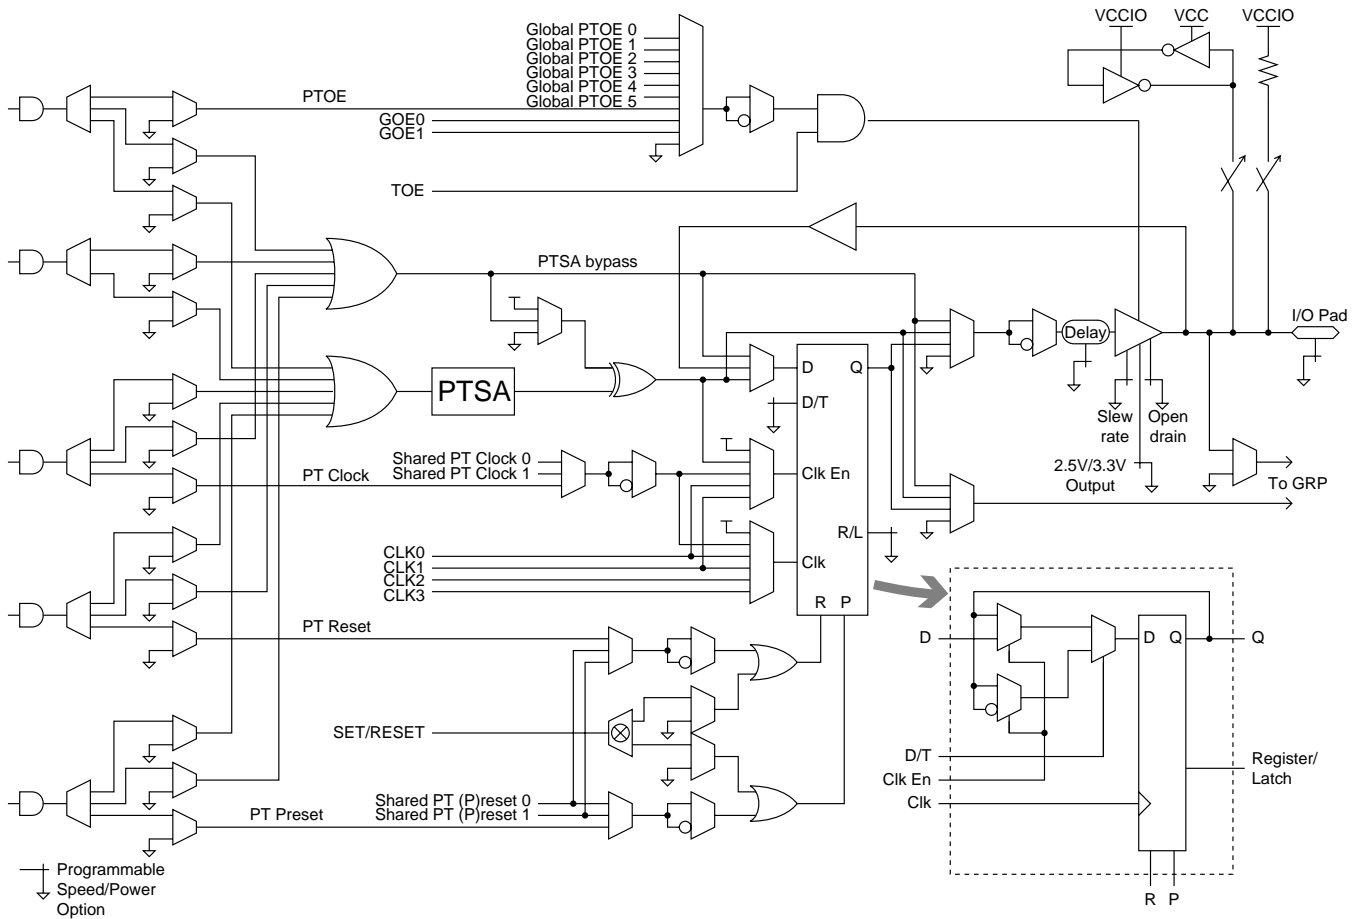 VCCIO
VCC
VCCIO
Global PTOE 0
Global PTOE 1
Global PTOE 2
Global PTOE 3
Global PTOE 4
Global PTOE 5
PTOE
GOE0
GOE1
TOE
PTSA bypass
I/O Pad
Delay
D
Q
PTSA
D/T
Slew
rate
Open
drain
Shared PT Clock 0
Shared PT Clock 1
PT Clock
Clk En
2.5V/3.3V
Output
To GRP
R/L
CLK0
CLK1
CLK2
CLK3
Clk
R
P
PT Reset
D
D
Q
Q
SET/RESET
D/T
Register/
Latch
Clk En
Clk
Shared PT (P)reset 0
Shared PT (P)reset 1
PT Preset
Programmable
Speed/Power
Option
R
P